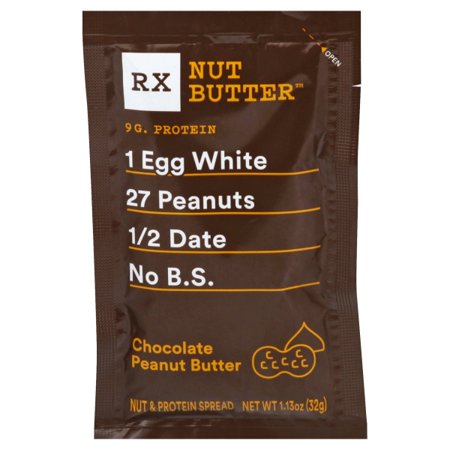 OPEN
RX
NUT
BUTTER™
9 G. PROTEIN
1 Egg White
27 Peanuts
1/2 Date
No B.S.
Chocolate
Peanut Butter
C C C
C C C C C
NUT & PROTEIN SPREAD NET WT 1.13oz (32g)